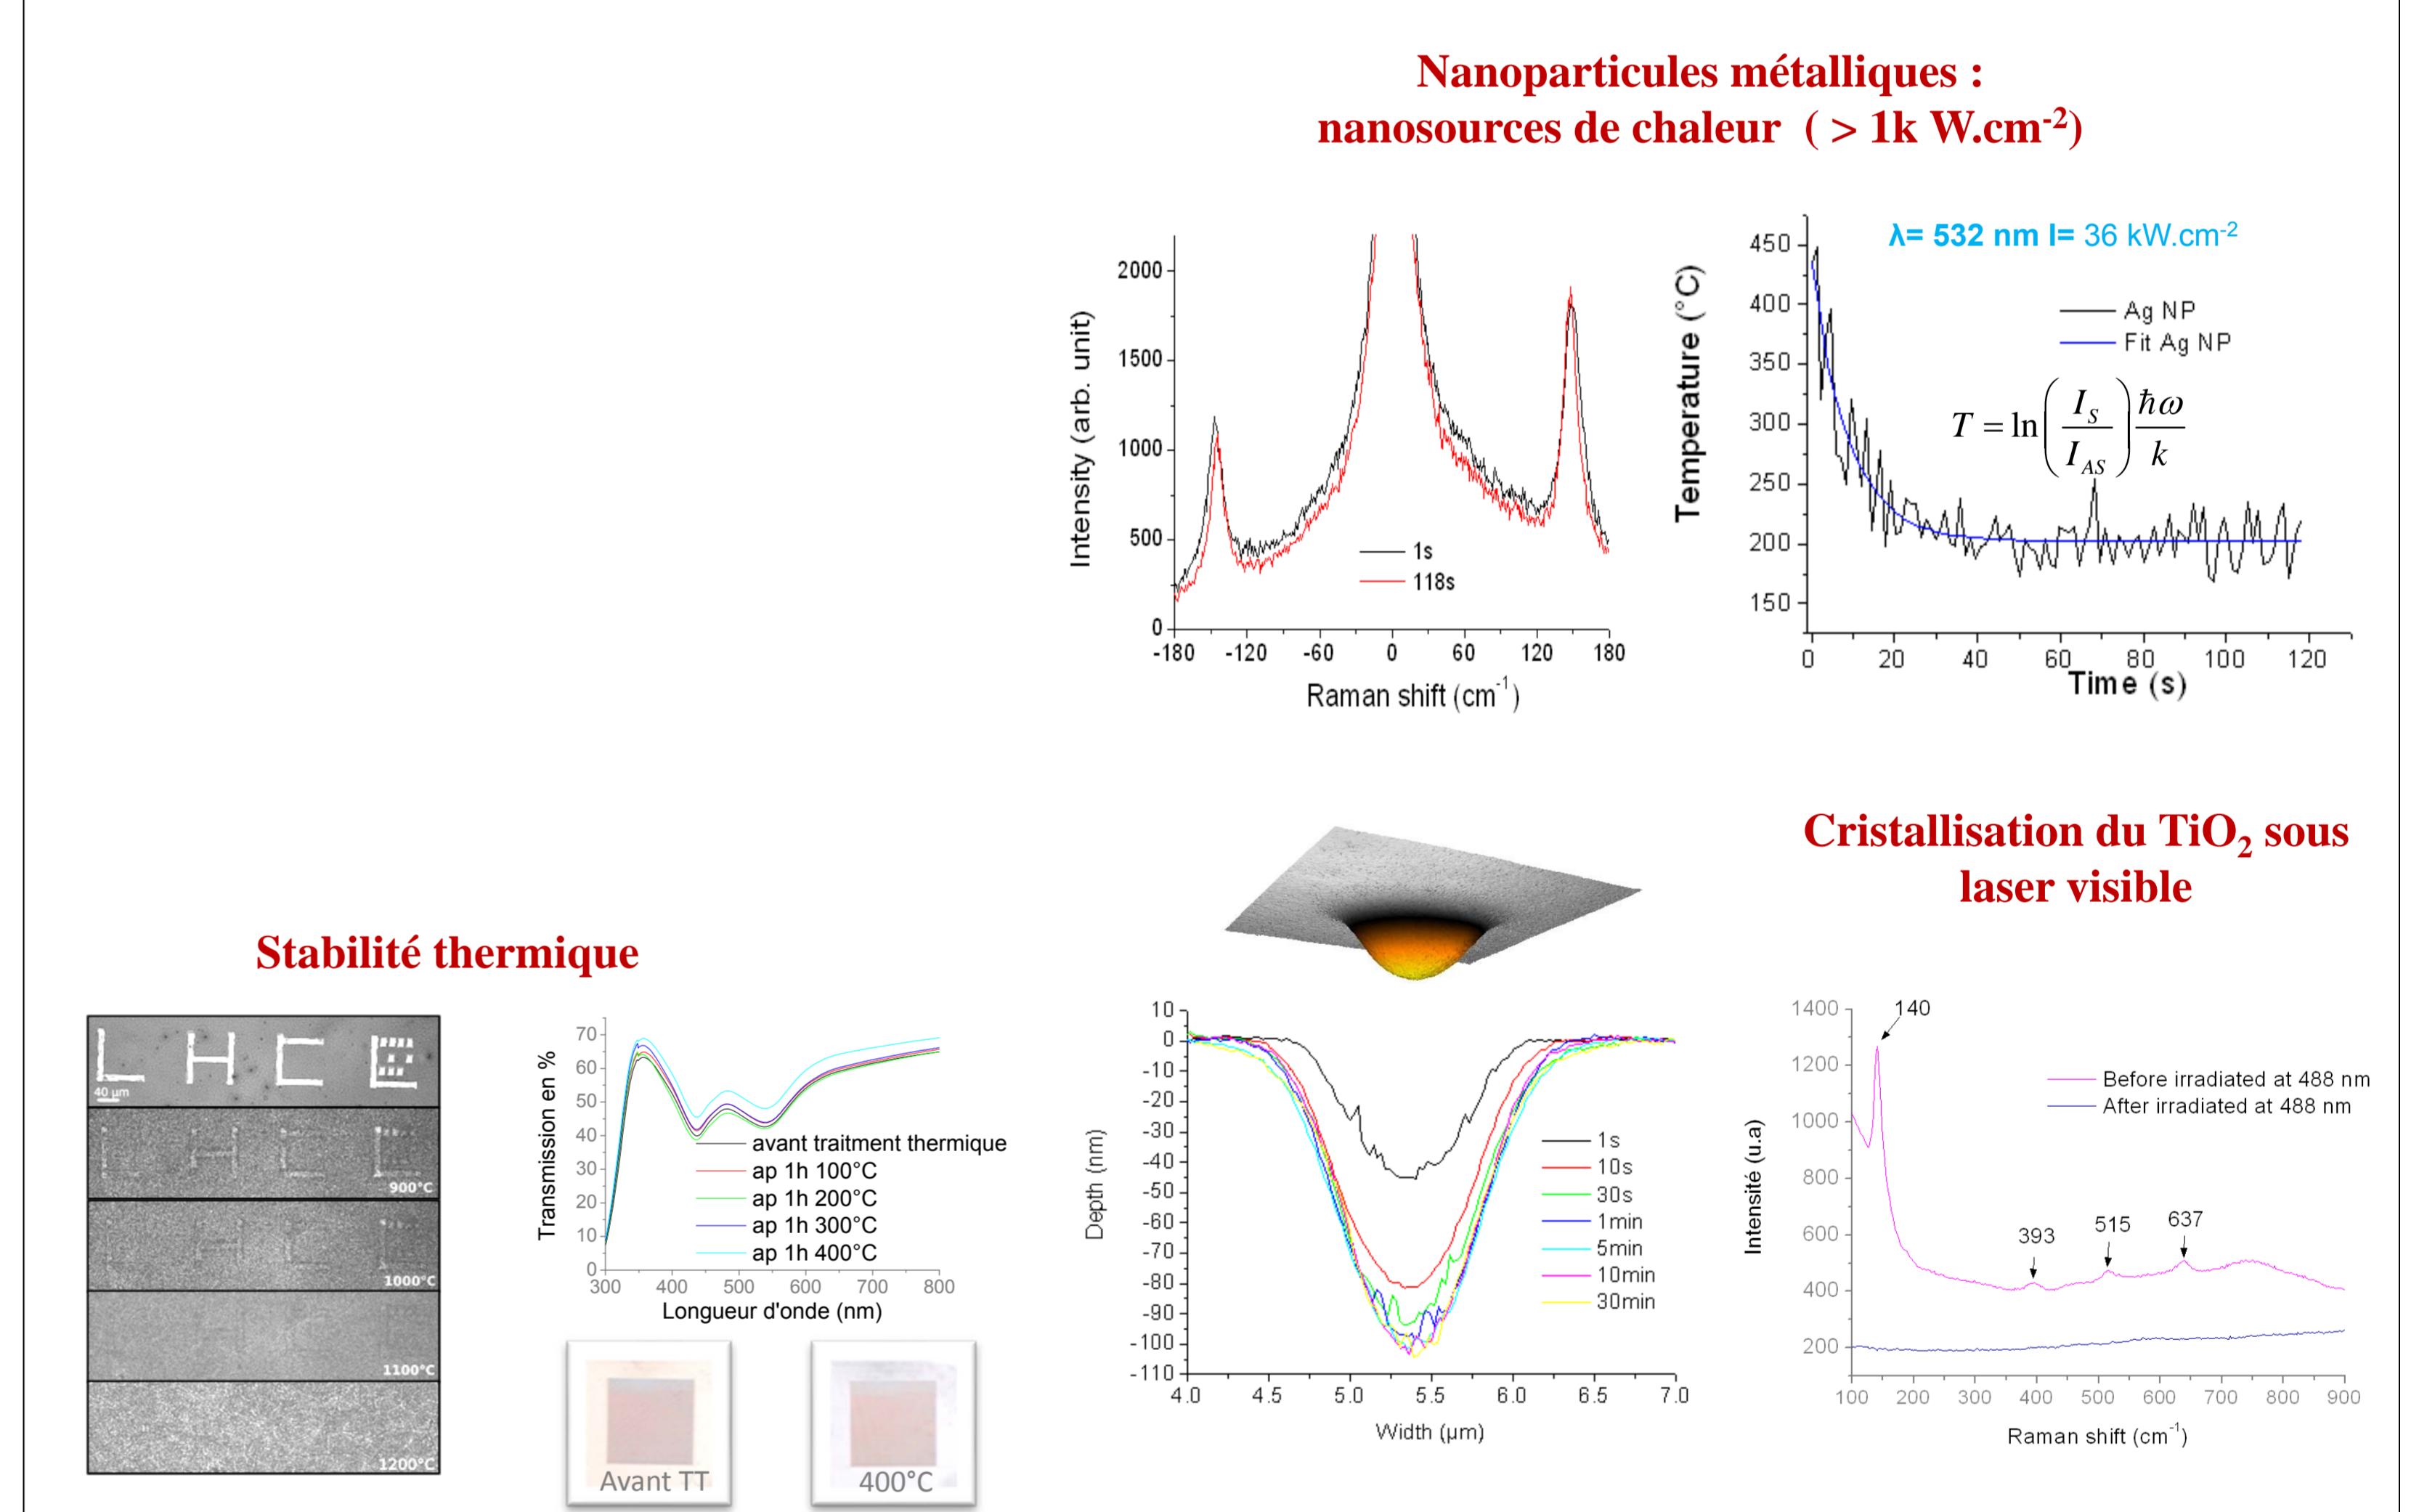 Nanoparticules métalliques :
nanosources de chaleur ( > 1k W.cm-2)
2000
1500
1000
500
0
-180 -120 -60 0 60 120 180
Intensity (arb. unit)
Raman shift (cm-1)
1s
118s
λ= 532 nm I= 36 kW.cm-2
450
400
350
300
250
200
150
0 20 40 60 80 100 120
Temperature (°C)
Time (s)
Ag NP
Fit Ag NP
T = ln(IS/IAS) ħω/k
Stabilité thermique
L H C
40 µm
900°C
1000°C
1100°C
1200°C
70
60
50
40
30
20
10
0
300 400 500 600 700 800
Transmission en %
Longueur d'onde (nm)
avant traitment thermique
ap 1h 100°C
ap 1h 200°C
ap 1h 300°C
ap 1h 400°C
Avant TT
400°C
10
0
-10
-20
-30
-40
-50
-60
-70
-80
-90
-100
-110
4.0 4.5 5.0 5.5 6.0 6.5 7.0
Depth (nm)
Width (µm)
1s
10s
30s
1min
5min
10min
30min
Cristallisation du TiO2 sous
laser visible
1400
1200
1000
800
600
400
200
100 200 300 400 500 600 700 800 900
Intensité (u.a)
Raman shift (cm-1)
140
393
515
637
Before irradiated at 488 nm
After irradiated at 488 nm